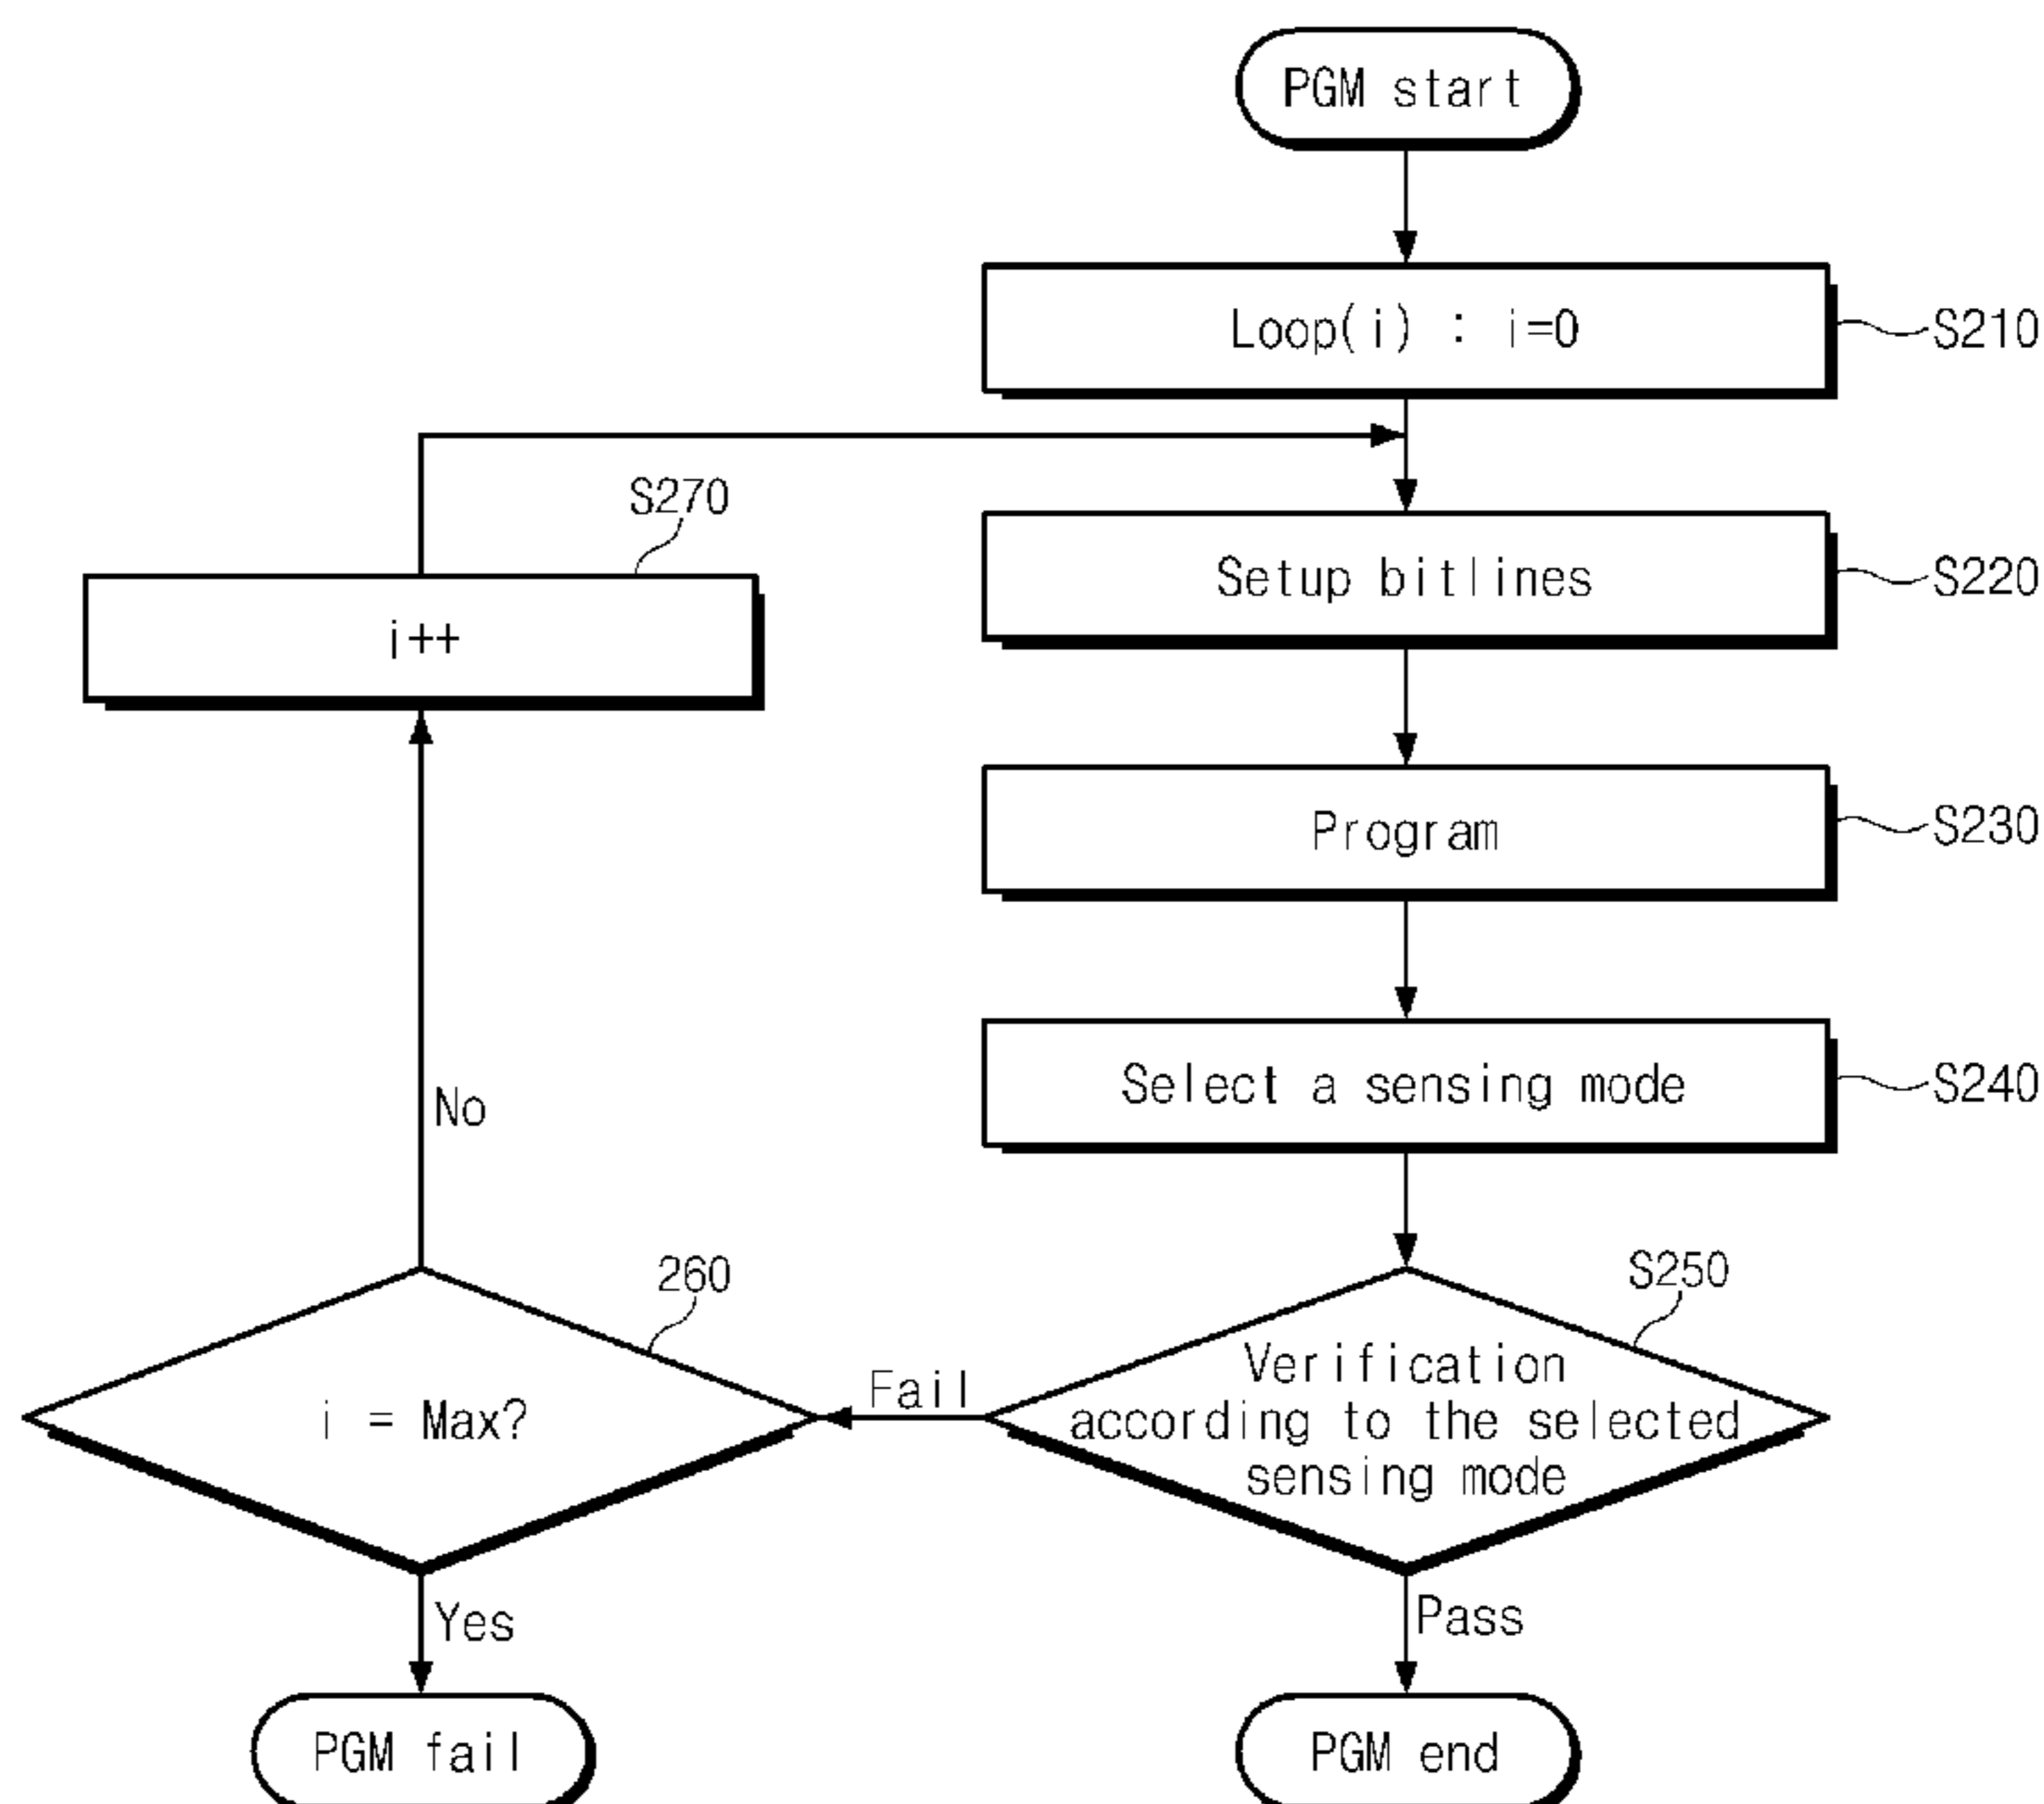 PGM start
Loop(i) : i=0
S210
S270
Setup bitlines
S220
i++
Program
S230
Select a sensing mode
S240
No
260
S250
Verification
according to the selected
sensing mode
Fail
i = Max?
Yes
Pass
PGM fail
PGM end